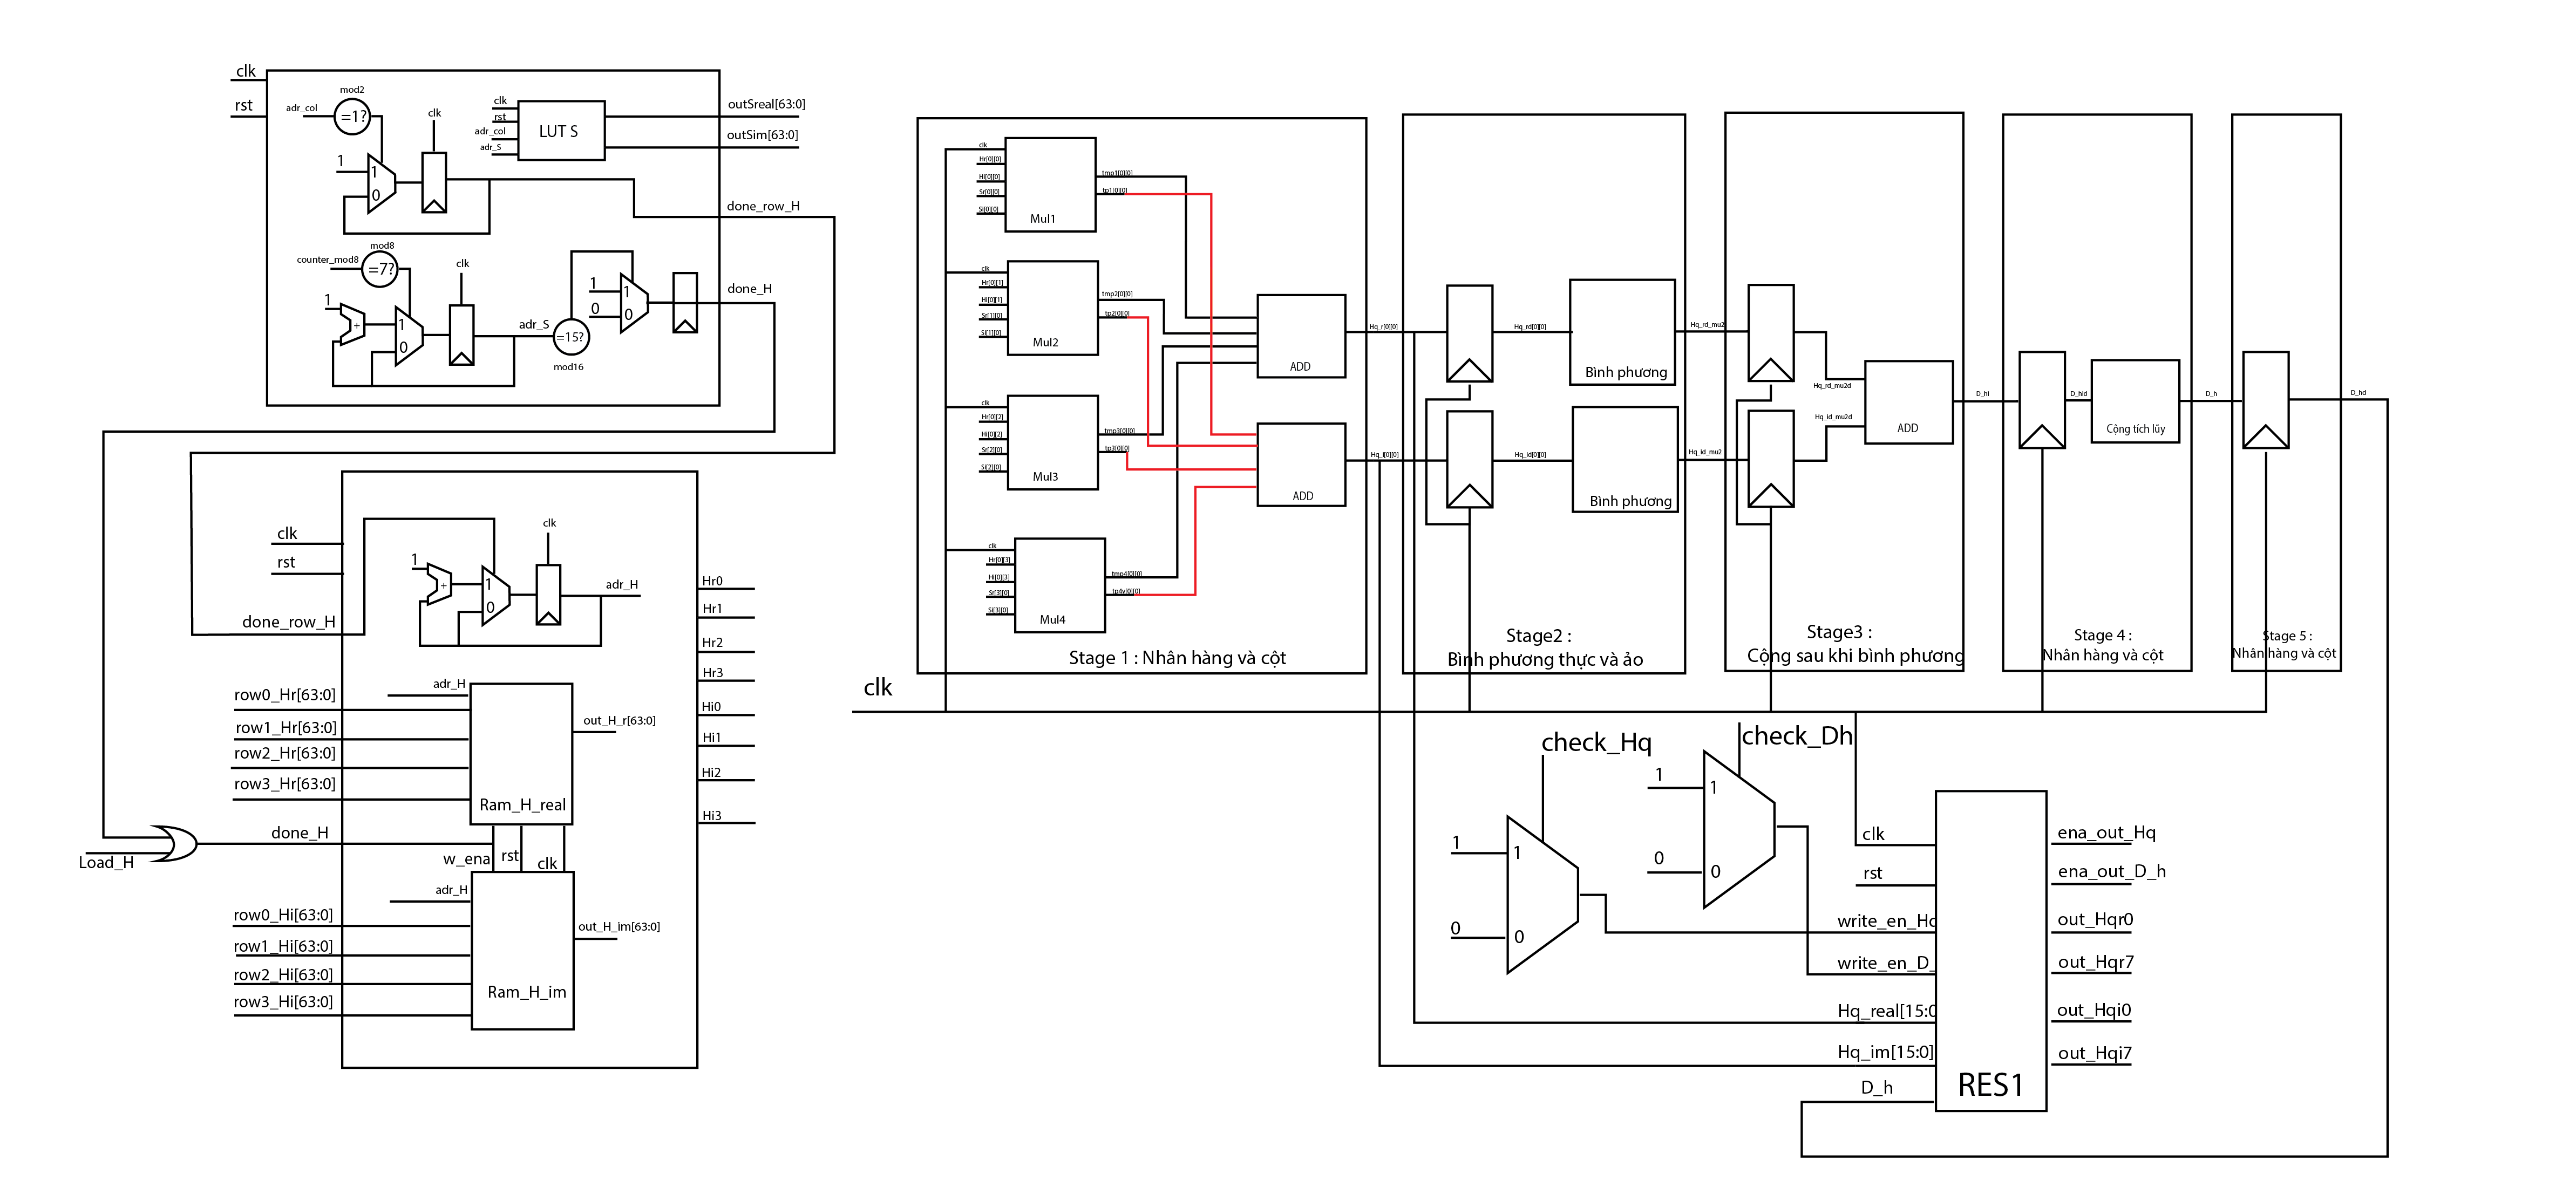 clk
rst
adr_col
mod2
=1?
clk
1
1
0
clk
rst
adr_col
adr_S
LUT S
outSreal[63:0]
outSim[63:0]
done_row_H
mod8
counter_mod8
=7?
clk
1
+
1
0
adr_S
=15?
mod16
1
0
1
0
done_H
clk
rst
done_row_H
1
+
1
0
clk
adr_H
Hr0
Hr1
Hr2
Hr3
Hi0
Hi1
Hi2
Hi3
adr_H
row0_Hr[63:0]
row1_Hr[63:0]
row2_Hr[63:0]
row3_Hr[63:0]
out_H_r[63:0]
Ram_H_real
Load_H
done_H
w_ena
rst
clk
adr_H
row0_Hi[63:0]
row1_Hi[63:0]
row2_Hi[63:0]
row3_Hi[63:0]
out_H_im[63:0]
Ram_H_im
clk
Hr[0][0]
Hi[0][0]
Sr[0][0]
Si[0][0]
Mul1
tmp1[0][0]
tp1[0][0]
clk
Hr[0][1]
Hi[0][1]
Sr[1][0]
Si[1][0]
Mul2
tmp2[0][0]
tp2[0][0]
clk
Hr[0][2]
Hi[0][2]
Sr[2][0]
Si[2][0]
Mul3
tmp3[0][0]
tp3[0][0]
clk
Hr[0][3]
Hi[0][3]
Sr[3][0]
Si[3][0]
Mul4
tmp4[0][0]
tp4v[0][0]
ADD
ADD
Stage 1 : Nhân hàng và cột
Hq_r[0][0]
Hq_i[0][0]
Hq_rd[0][0]
Hq_id[0][0]
Bình phương
Bình phương
Stage2 :
Bình phương thực và ảo
Hq_rd_mu2
Hq_id_mu2
Hq_rd_mu2d
Hq_id_mu2d
ADD
Stage3 :
Cộng sau khi bình phương
D_hi
D_hid
Cộng tích lũy
Stage 4 :
Nhân hàng và cột
D_h
D_hd
Stage 5 :
Nhân hàng và cột
clk
check_Hq
1
1
0
0
check_Dh
1
1
0
0
clk
rst
write_en_Hq
write_en_D_
Hq_real[15:0
Hq_im[15:0]
D_h
RES1
ena_out_Hq
ena_out_D_h
out_Hqr0
out_Hqr7
out_Hqi0
out_Hqi7